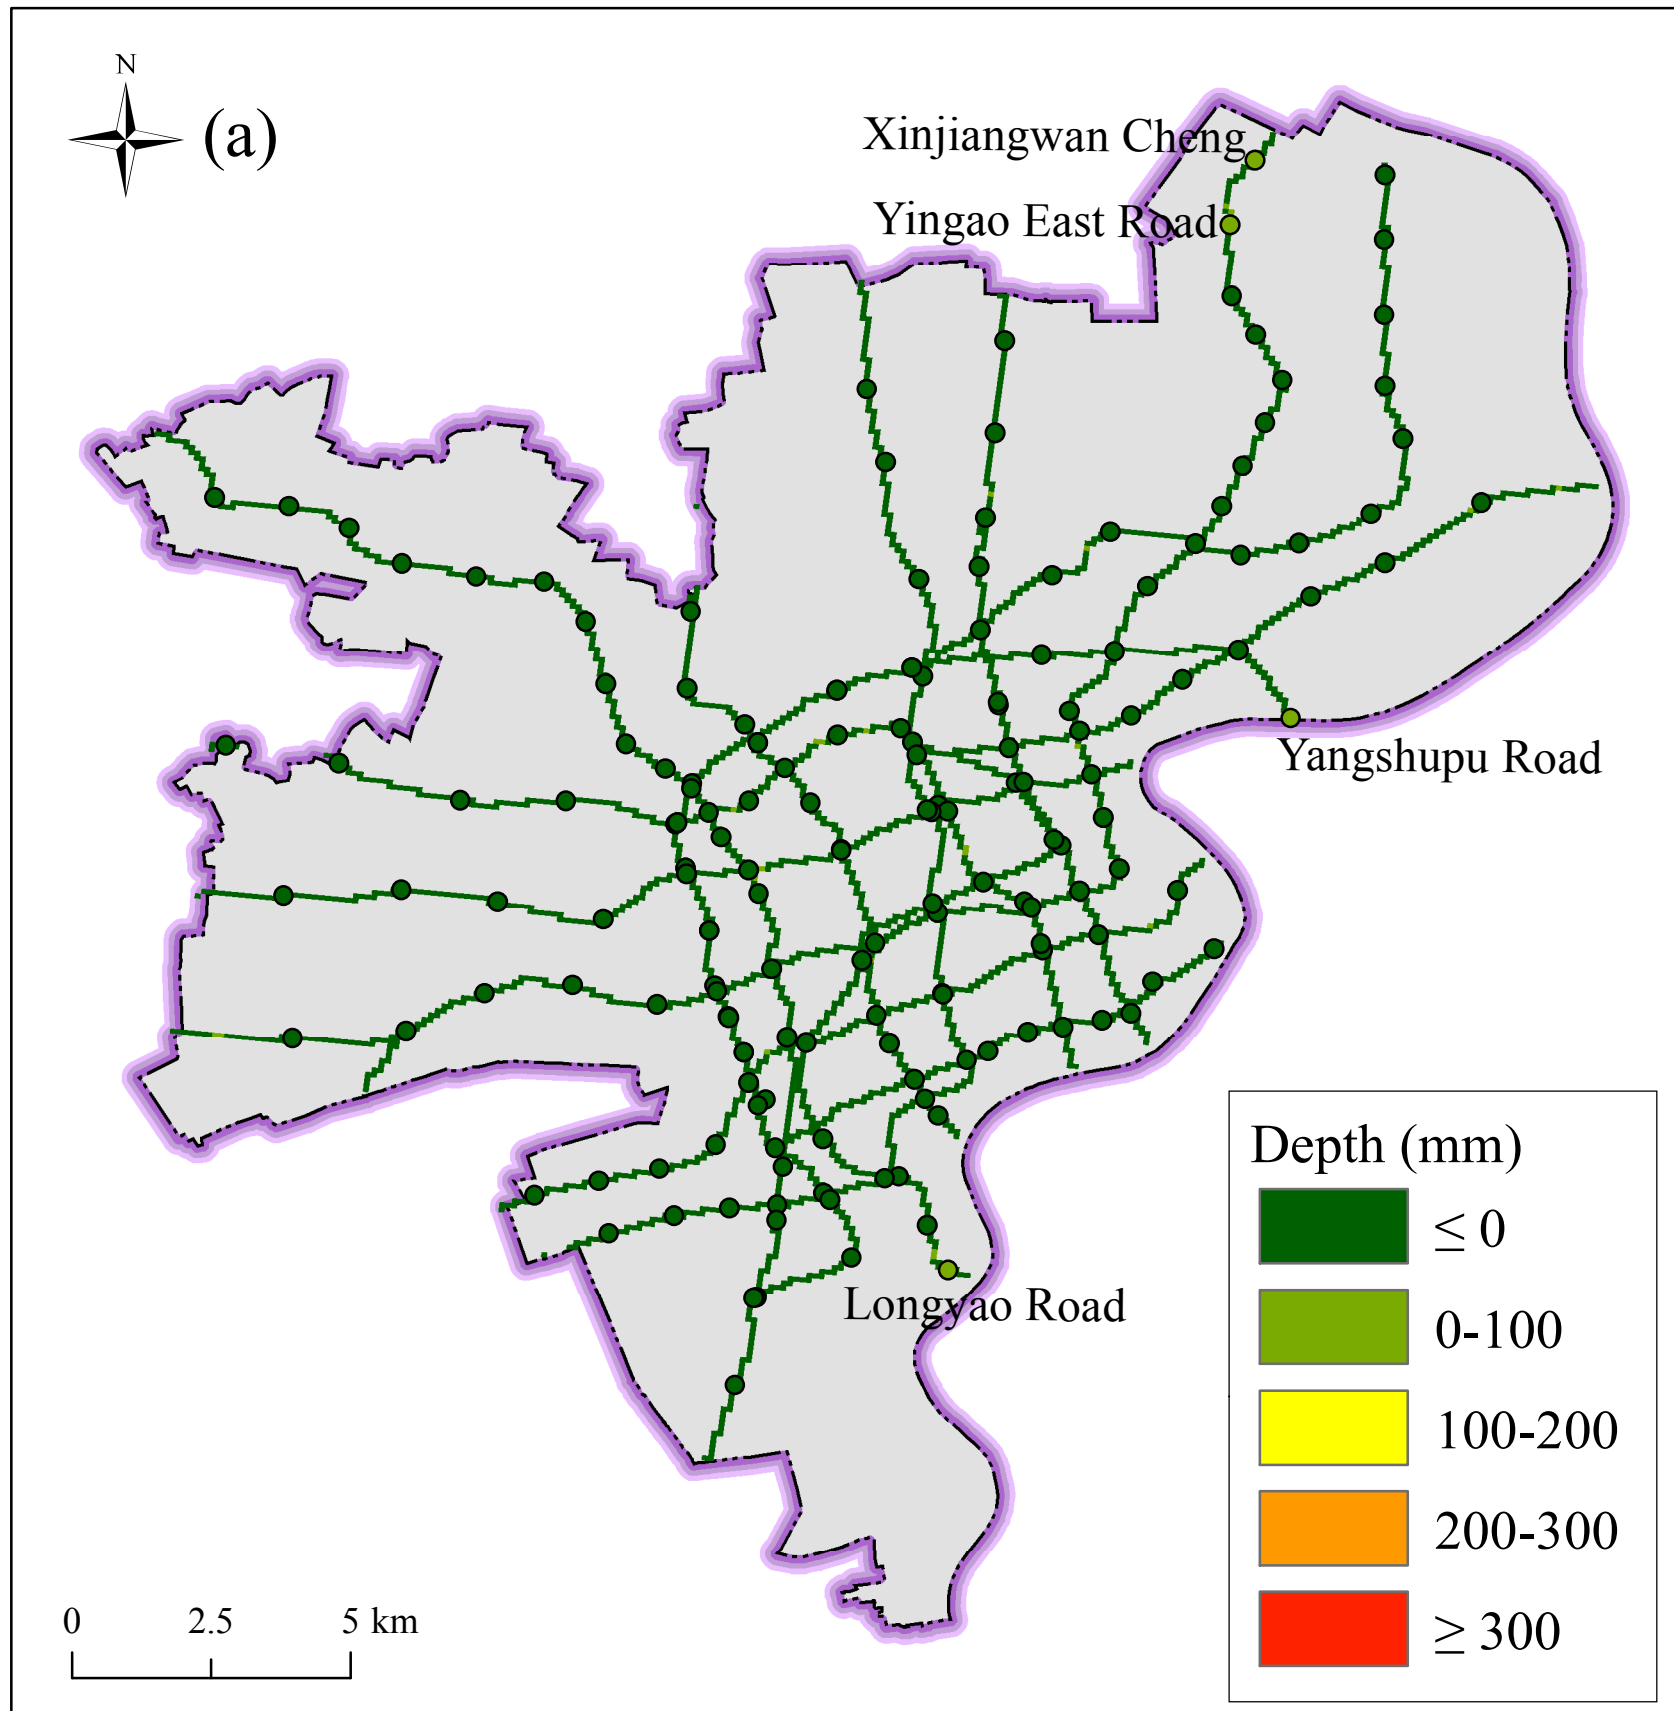 N
(a)
Xinjiangwan Cheng
Yingao East Road
Yangshupu Road
Longyao Road
Depth (mm)
≤ 0
0-100
100-200
200-300
≥ 300
0 2.5 5 km